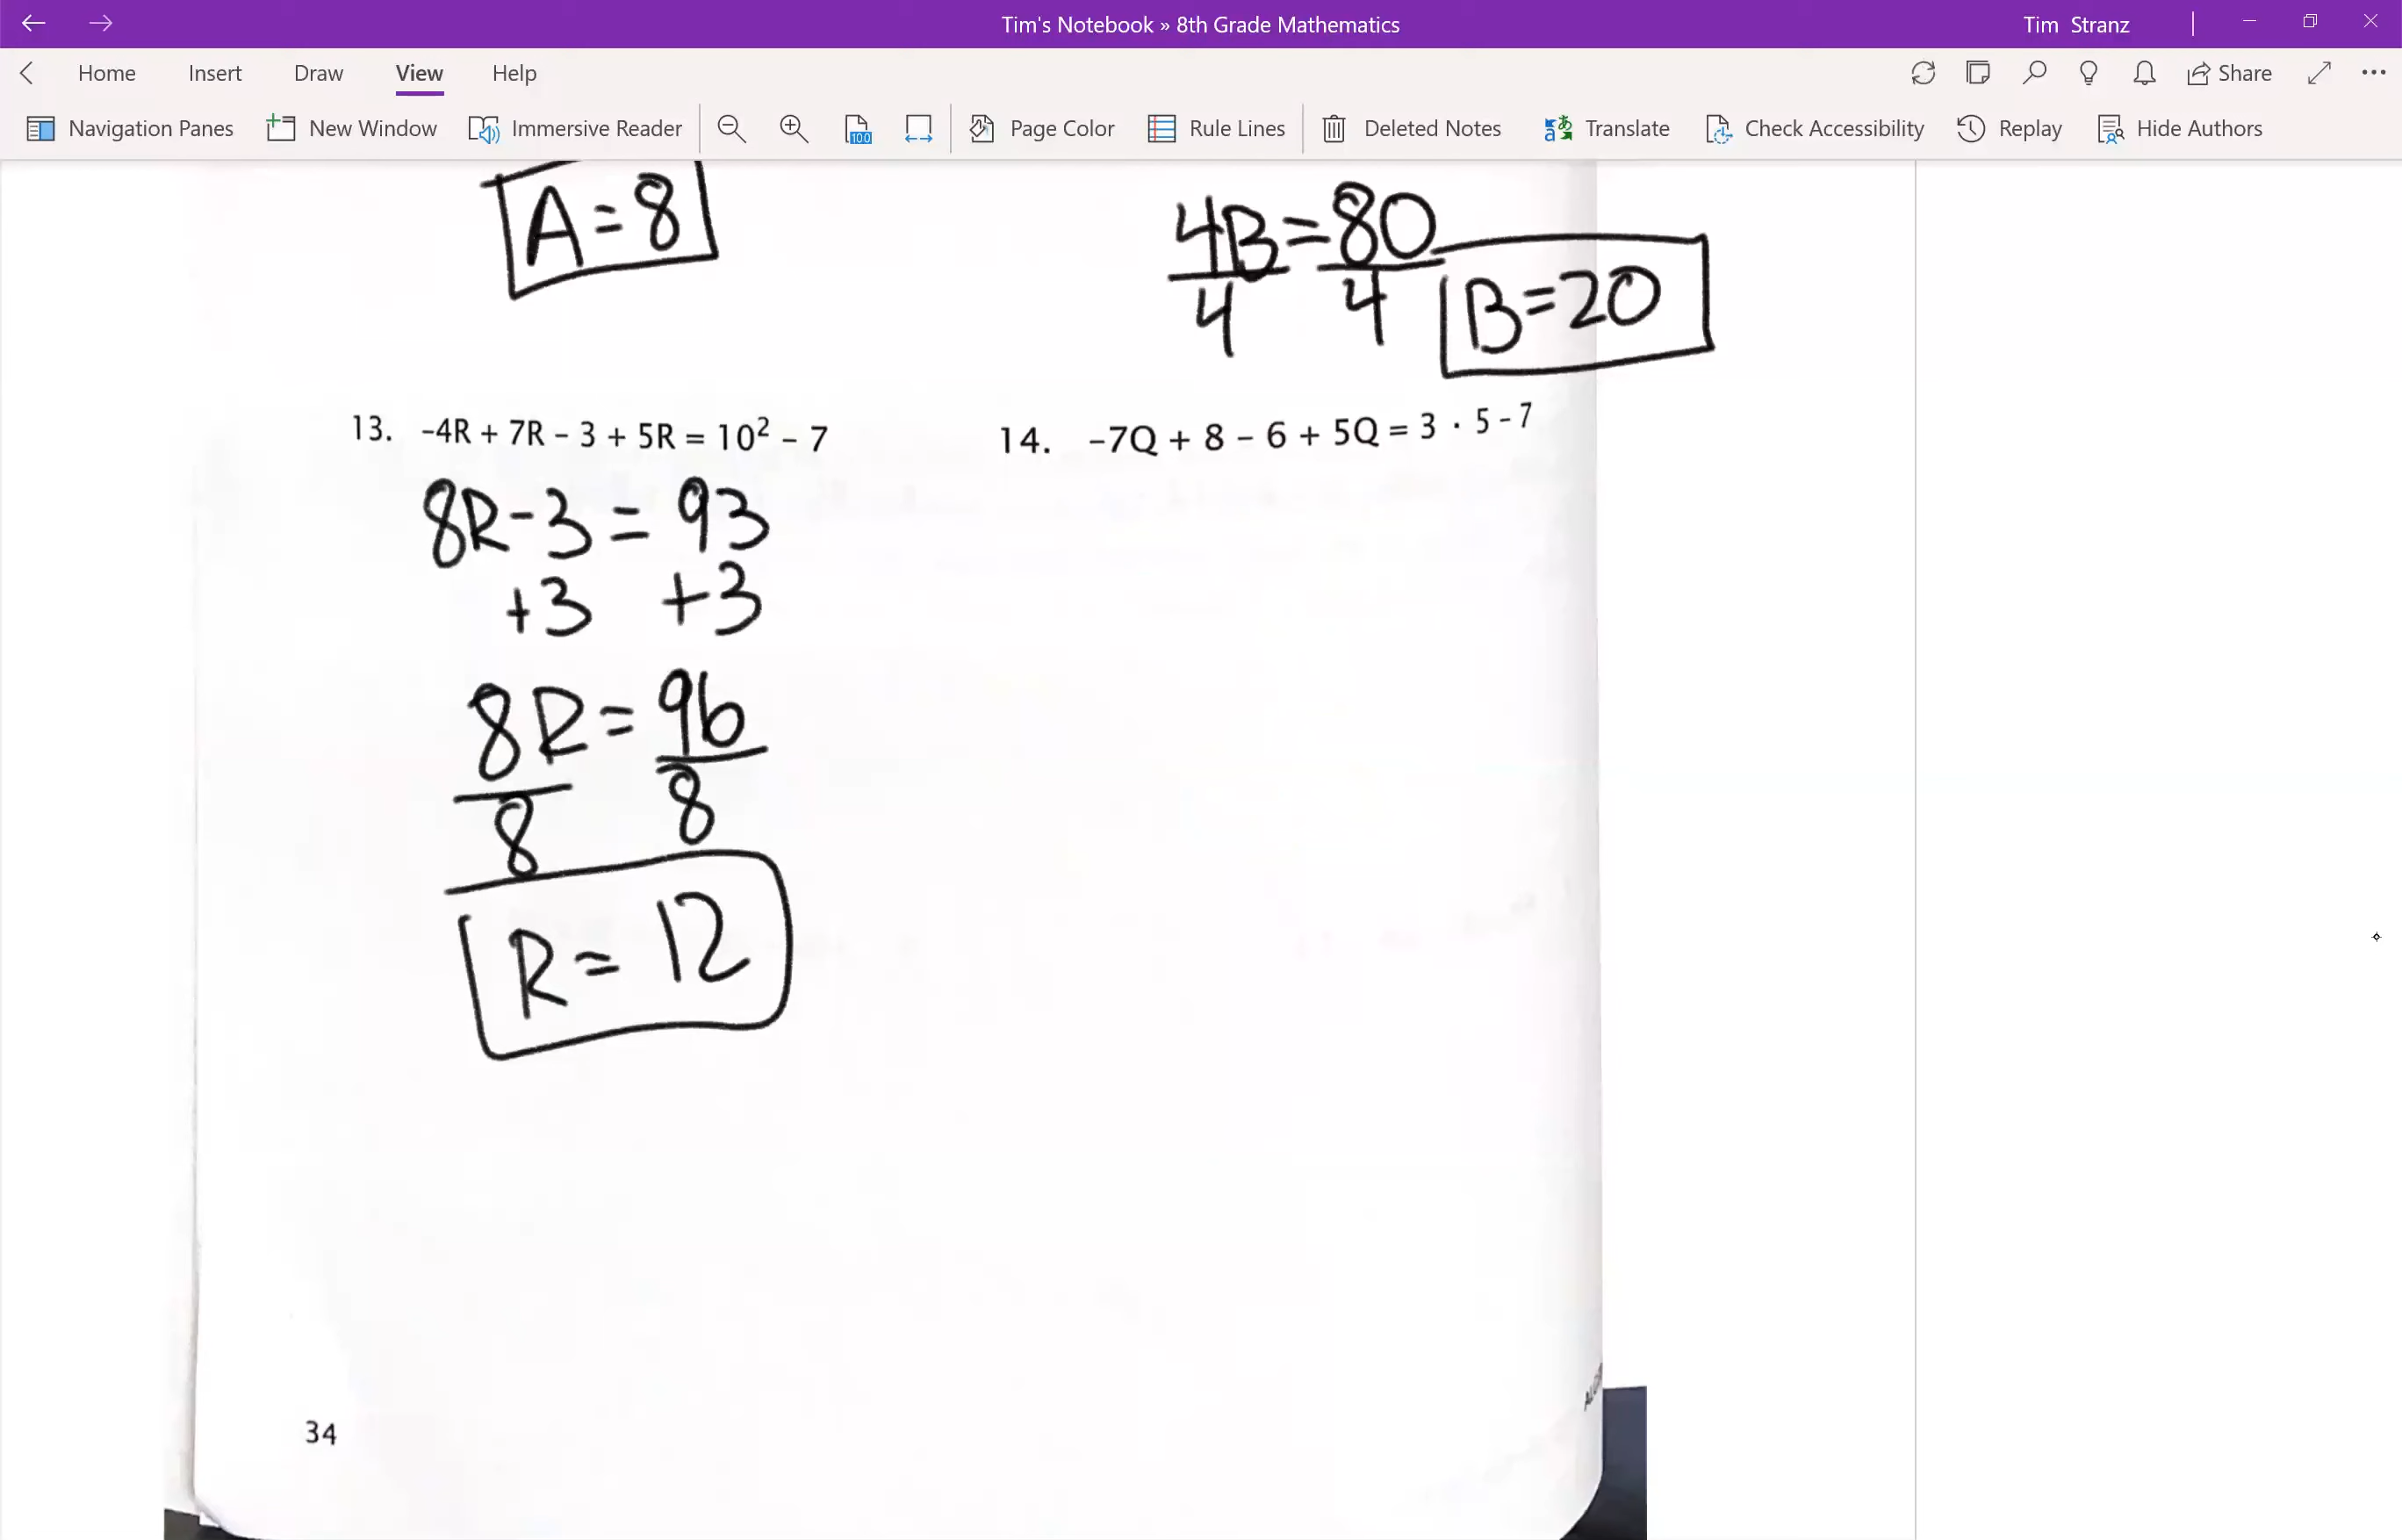 Tim's Notebook » 8th Grade Mathematics
Tim Stranz
Home Insert Draw View Help
Share
Navigation Panes New Window Immersive Reader 100 Page Color Rule Lines Deleted Notes Translate Check Accessibility Replay Hide Authors
A = 8
4B = 80
4 4
B = 20
13. -4R + 7R – 3 + 5R = 10² – 7
8R - 3 = 93
+3 +3
8R = 96
8 8
R = 12
14. –7Q + 8 – 6 + 5Q = 3 · 5 – 7
34